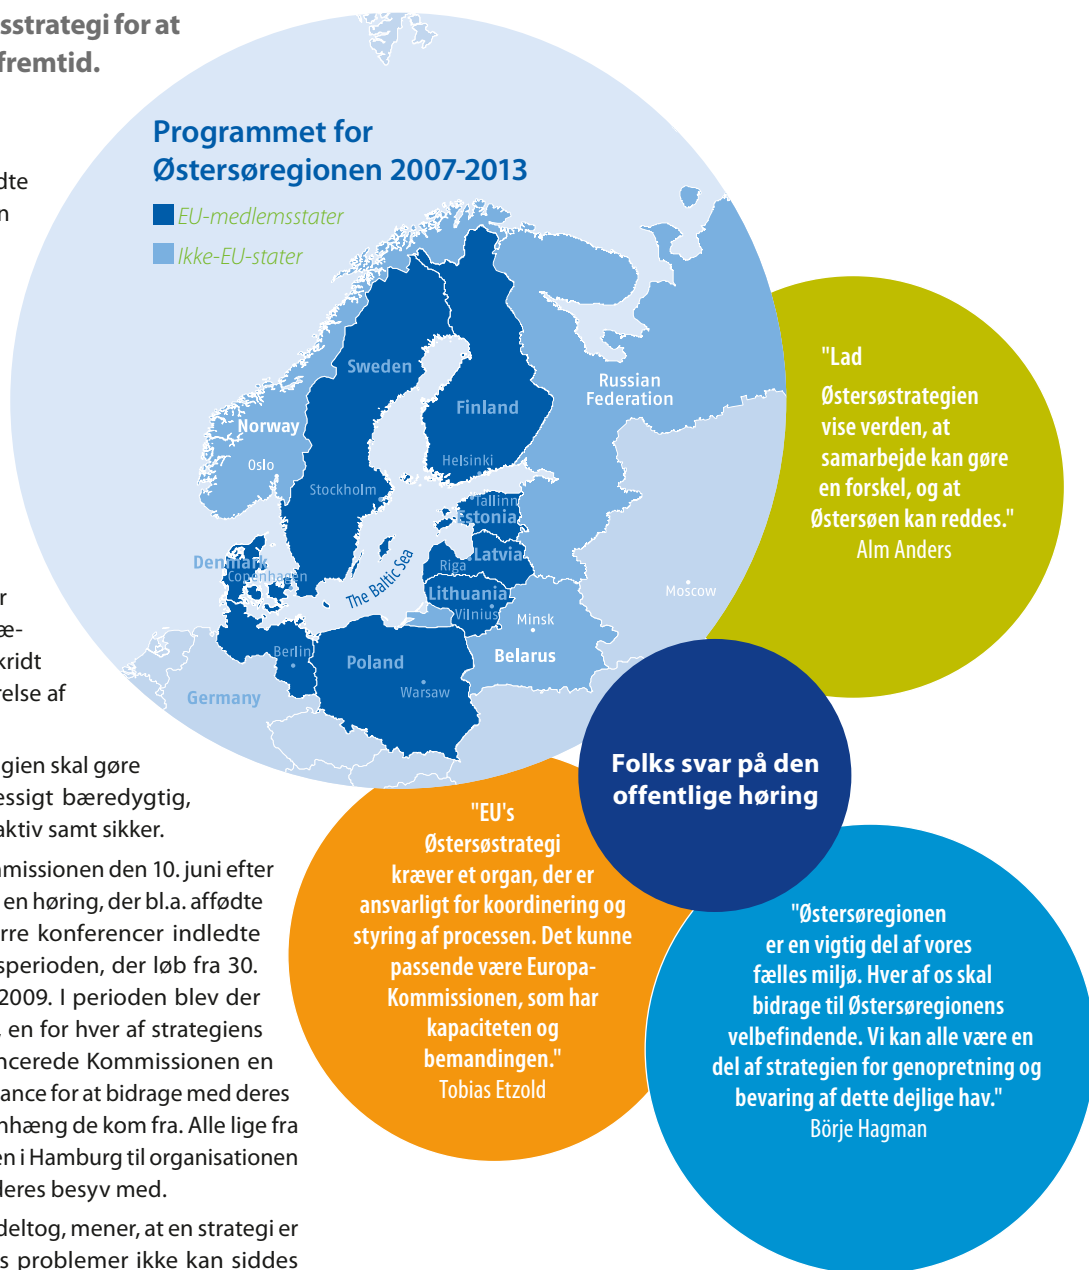 sstrategi for at
fremtid.
dte
n
r
æ-
kridt
relse af
gien skal gøre
essigt bæredygtig,
aktiv samt sikker.
nmissionen den 10. juni efter
en høring, der bl.a. affødte
rre konferencer indledte
sperioden, der løb fra 30.
2009. I perioden blev der
, en for hver af strategiens
ncerede Kommissionen en
ance for at bidrage med deres
nhæng de kom fra. Alle lige fra
en i Hamburg til organisationen
deres besyv med.
deltog, mener, at en strategi er
s problemer ikke kan siddes
Programmet for
Østersøregionen 2007-2013
EU-medlemsstater
Ikke-EU-stater
Sweden
Finland
Russian
Federation
Norway
Oslo
Helsinki
Stockholm
Tallinn
Estonia
Denmark
Copenhagen
The Baltic Sea
Latvia
Riga
Lithuania
Vilnius
Moscow
Minsk
Belarus
Berlin
Poland
Warsaw
Germany
"Lad
Østersøstrategien
vise verden, at
samarbejde kan gøre
en forskel, og at
Østersøen kan reddes."
Alm Anders
Folks svar på den
offentlige høring
"EU's
Østersøstrategi
kræver et organ, der er
ansvarligt for koordinering og
styring af processen. Det kunne
passende være Europa-
Kommissionen, som har
kapaciteten og
bemandingen."
Tobias Etzold
"Østersøregionen
er en vigtig del af vores
fælles miljø. Hver af os skal
bidrage til Østersøregionens
velbefindende. Vi kan alle være en
del af strategien for genopretning og
bevaring af dette dejlige hav."
Börje Hagman